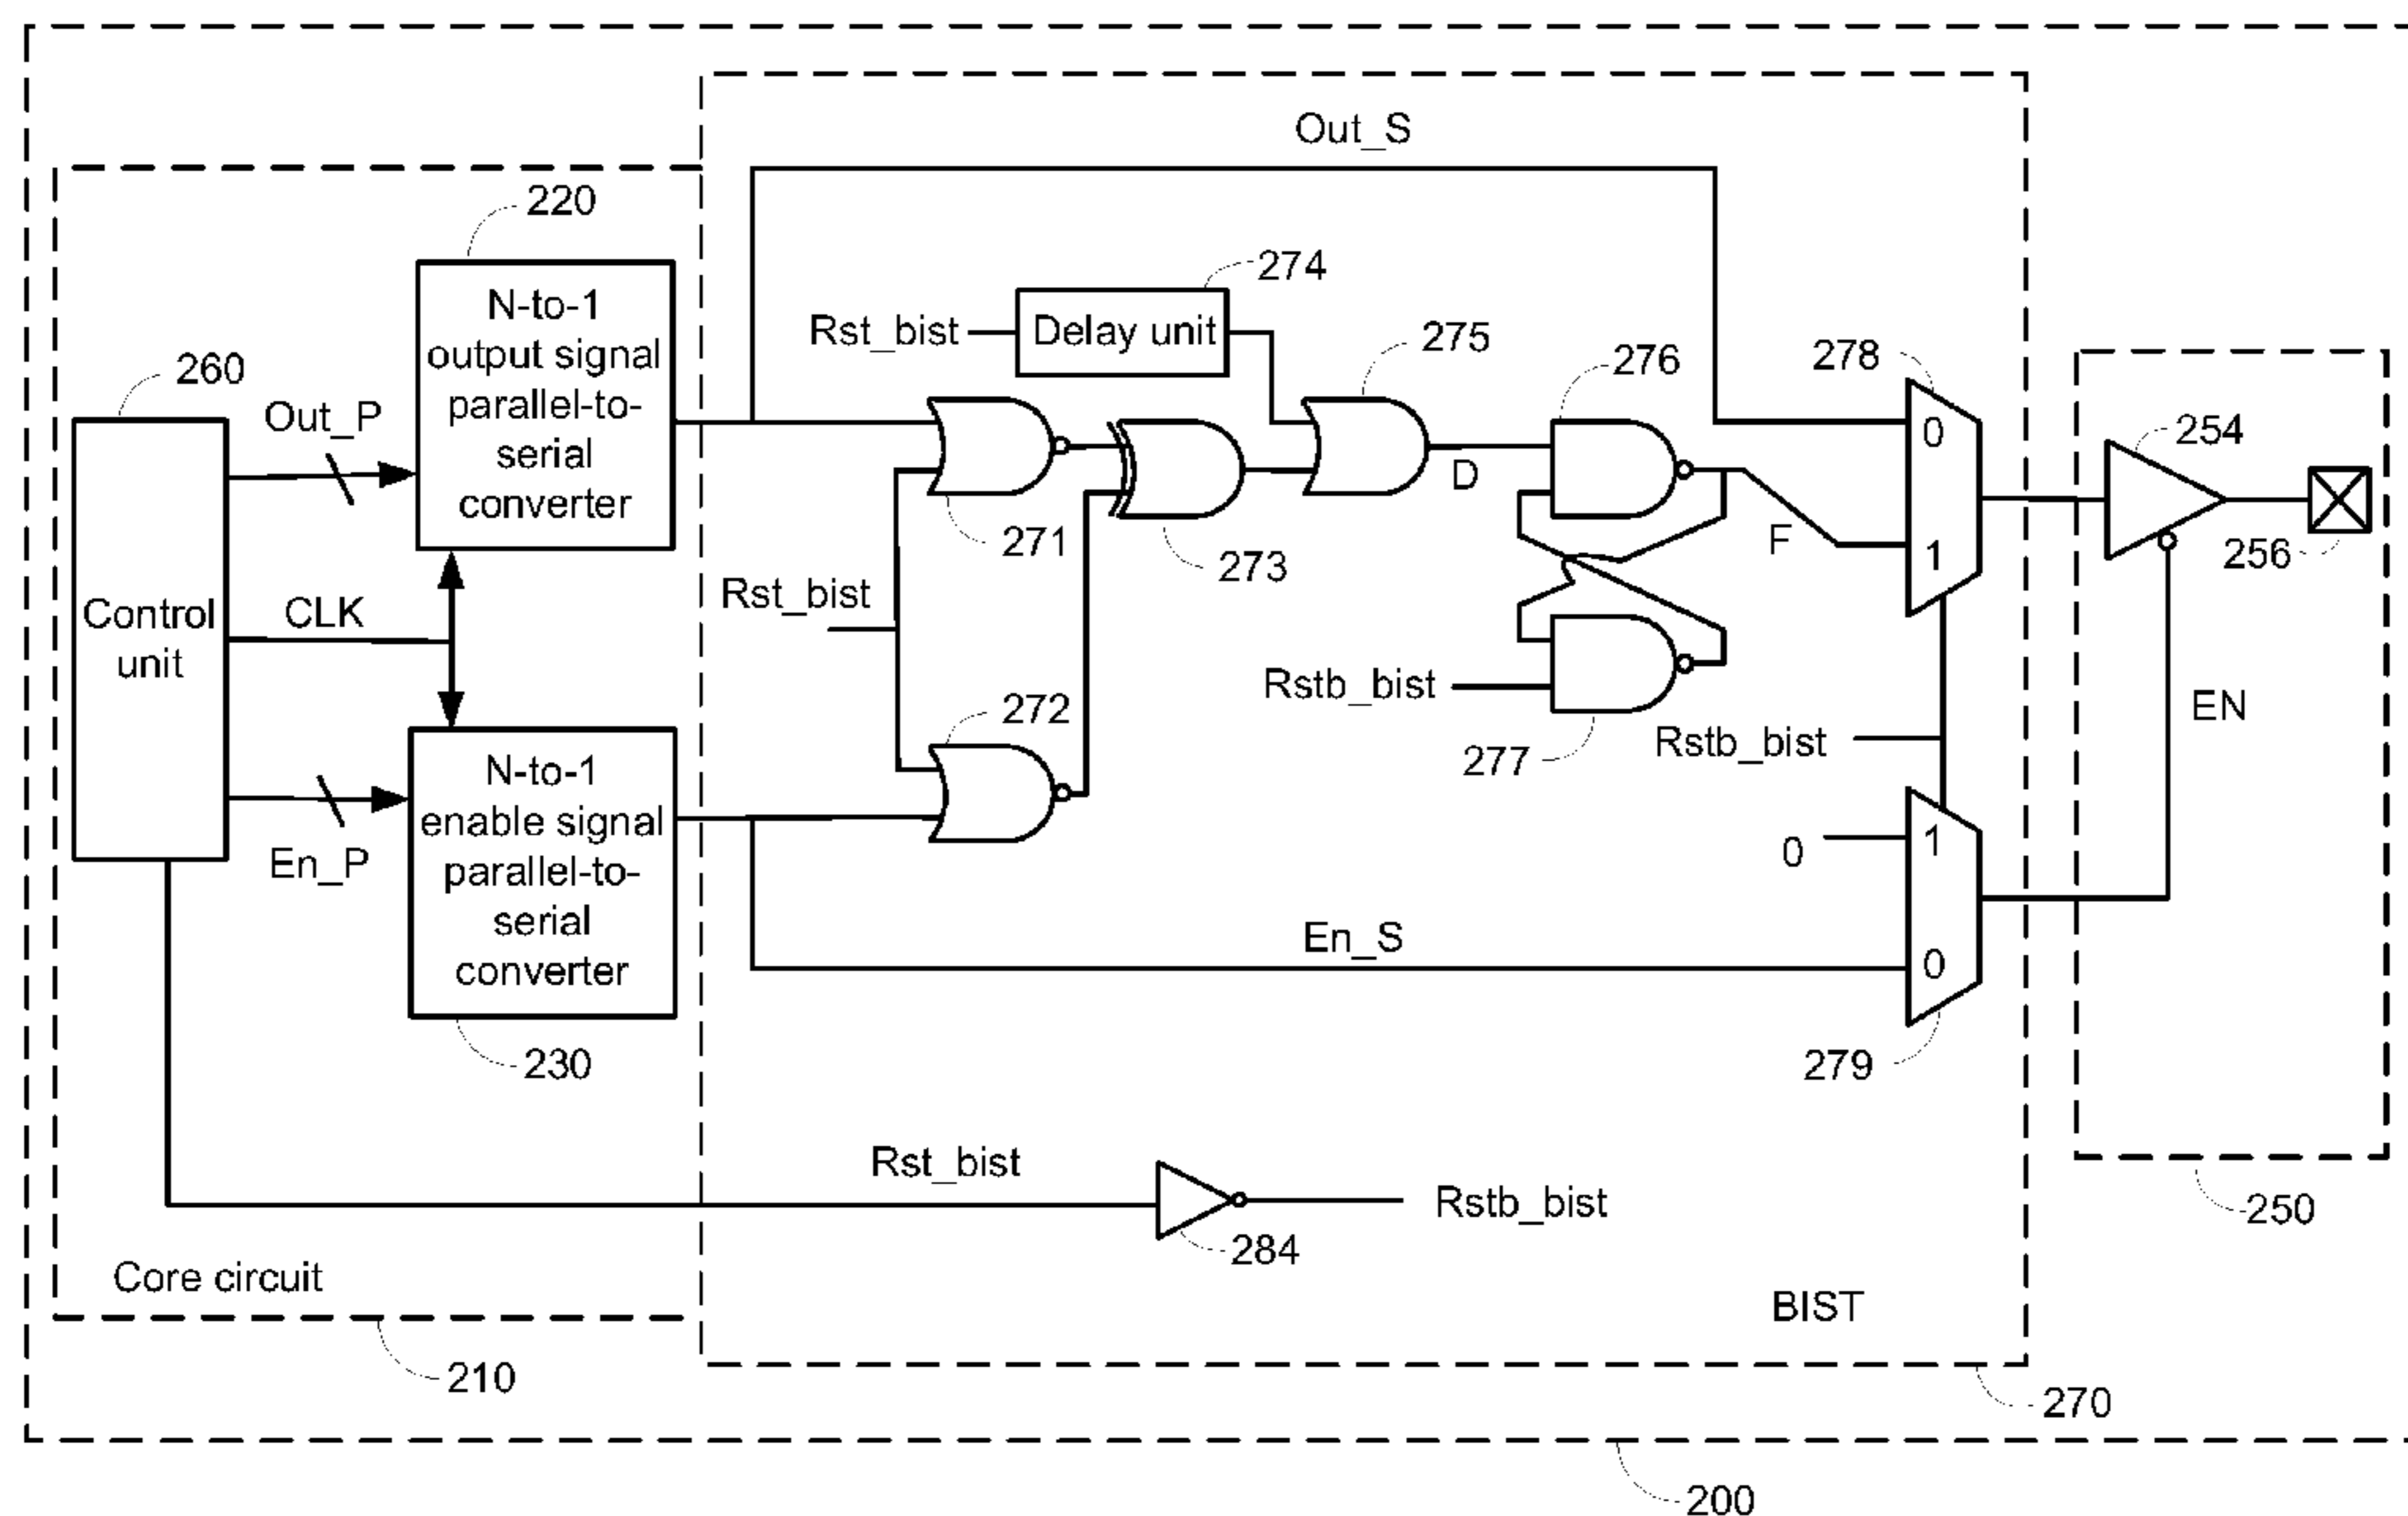 Out_S
220
N-to-1
output signal
parallel-to-
serial
converter
274
Rst_bist
Delay unit
275
276
278
260
Out_P
0
254
D
271
273
F
1
256
Control
unit
CLK
Rst_bist
Rstb_bist
272
277
Rstb_bist
EN
N-to-1
enable signal
parallel-to-
serial
converter
En_P
0
1
En_S
0
230
279
Rst_bist
284
Rstb_bist
250
Core circuit
BIST
210
270
200